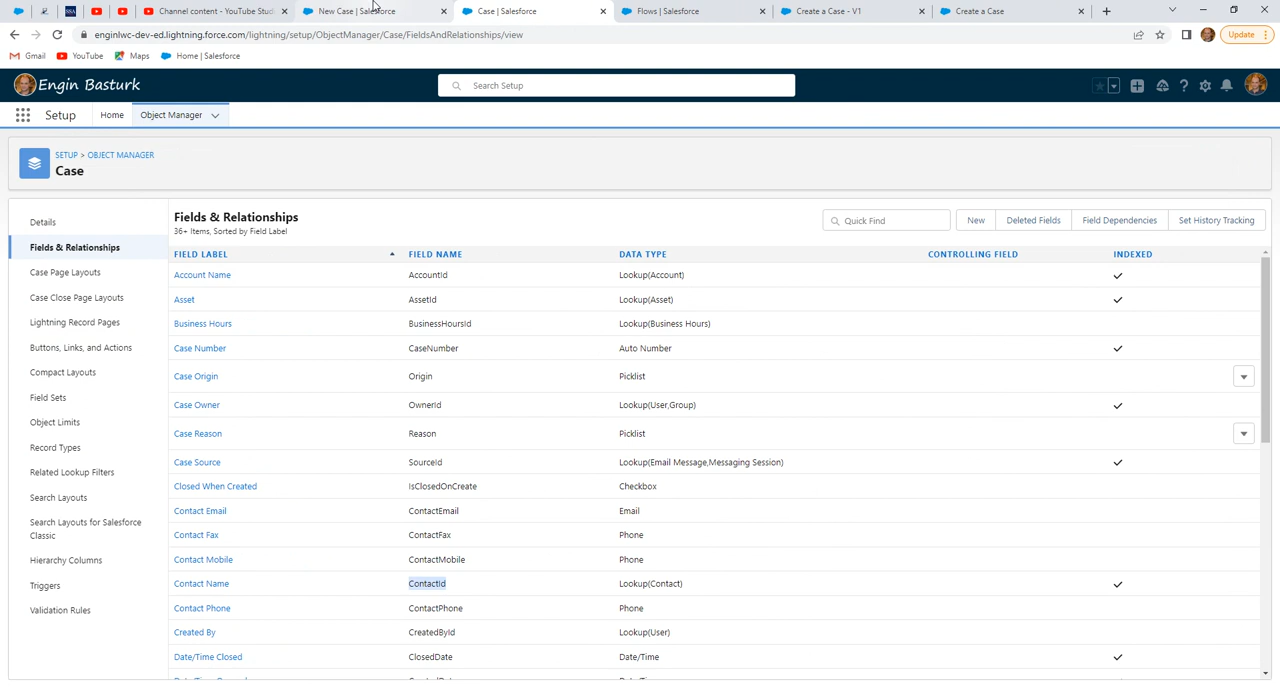 Channel content - YouTube Stud
New Case | Salesforce
Case | Salesforce
Flows | Salesforce
Create a Case - V1
Create a Case
enginlwc-dev-ed.lightning.force.com/lightning/setup/ObjectManager/Case/FieldsAndRelationships/view
Update
Gmail
YouTube
Maps
Home | Salesforce
Engin Basturk
Search Setup
Setup
Home
Object Manager
SETUP > OBJECT MANAGER
Case
Details
Fields & Relationships
Case Page Layouts
Case Close Page Layouts
Lightning Record Pages
Buttons, Links, and Actions
Compact Layouts
Field Sets
Object Limits
Record Types
Related Lookup Filters
Search Layouts
Search Layouts for Salesforce
Classic
Hierarchy Columns
Triggers
Validation Rules
Fields & Relationships
36+ Items, Sorted by Field Label
Quick Find
New
Deleted Fields
Field Dependencies
Set History Tracking
FIELD LABEL FIELD NAME DATA TYPE CONTROLLING FIELD INDEXED
Account Name AccountId Lookup(Account)
Asset AssetId Lookup(Asset)
Business Hours BusinessHoursId Lookup(Business Hours)
Case Number CaseNumber Auto Number
Case Origin Origin Picklist
Case Owner OwnerId Lookup(User,Group)
Case Reason Reason Picklist
Case Source SourceId Lookup(Email Message,Messaging Session)
Closed When Created IsClosedOnCreate Checkbox
Contact Email ContactEmail Email
Contact Fax ContactFax Phone
Contact Mobile ContactMobile Phone
Contact Name ContactId Lookup(Contact)
Contact Phone ContactPhone Phone
Created By CreatedById Lookup(User)
Date/Time Closed ClosedDate Date/Time